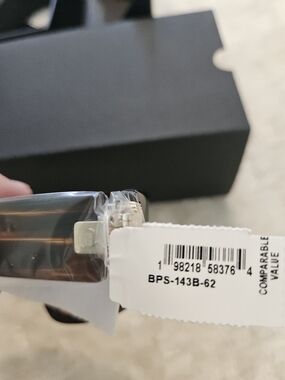 1 98218 58376 4
BPS-143B-62
COMPARABLE
VALUE